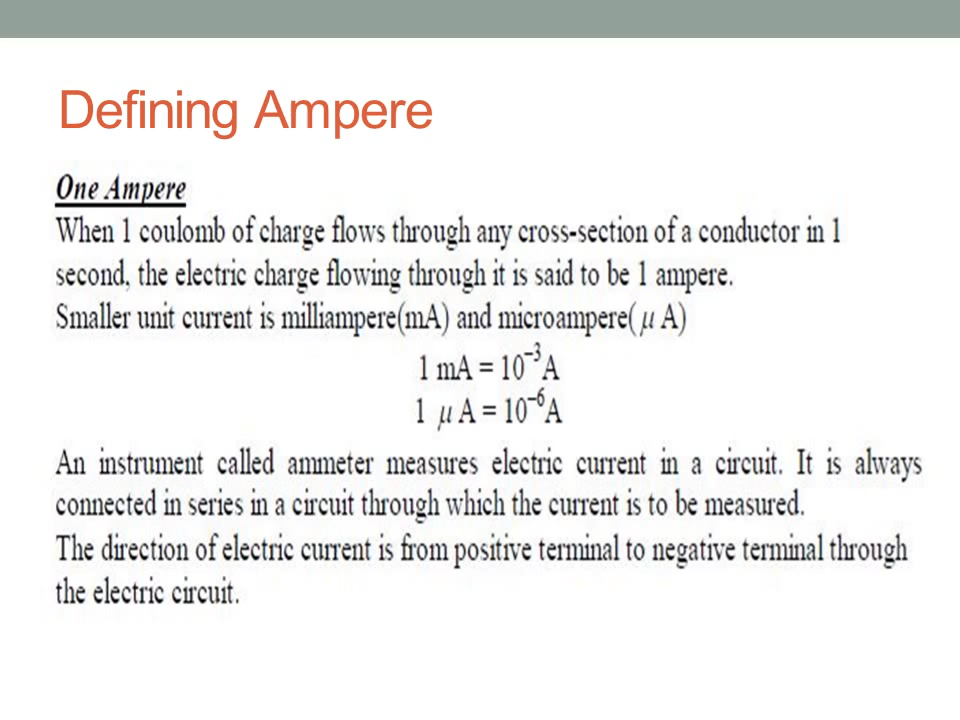 Defining Ampere
One Ampere
When 1 coulomb of charge flows through any cross-section of a conductor in 1
second, the electric charge flowing through it is said to be 1 ampere.
Smaller unit current is milliampere(mA) and microampere( μ A)
1 mA = 10⁻³A
1 μ A = 10⁻⁶A
An instrument called ammeter measures electric current in a circuit. It is always
connected in series in a circuit through which the current is to be measured.
The direction of electric current is from positive terminal to negative terminal through
the electric circuit.